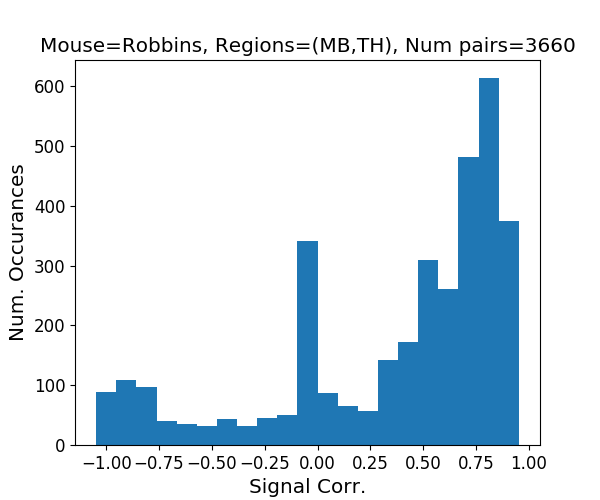 Mouse=Robbins, Regions=(MB,TH), Num pairs=3660
600
500
400
300
200
100
0
Num. Occurances
−1.00 −0.75 −0.50 −0.25 0.00 0.25 0.50 0.75 1.00
Signal Corr.